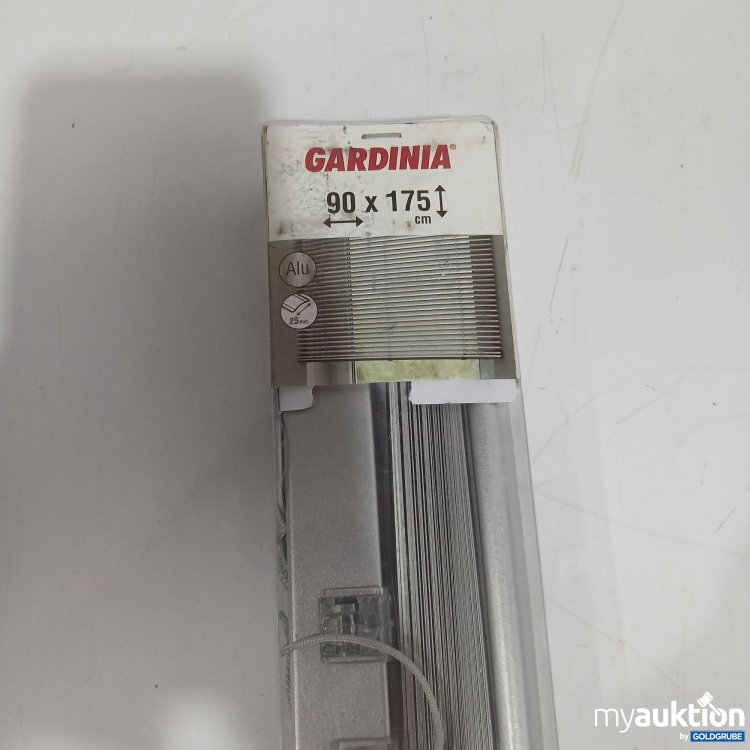 GARDINIA®
90 x 175
cm
Alu
25mm
myauktion
by GOLDGRUBE